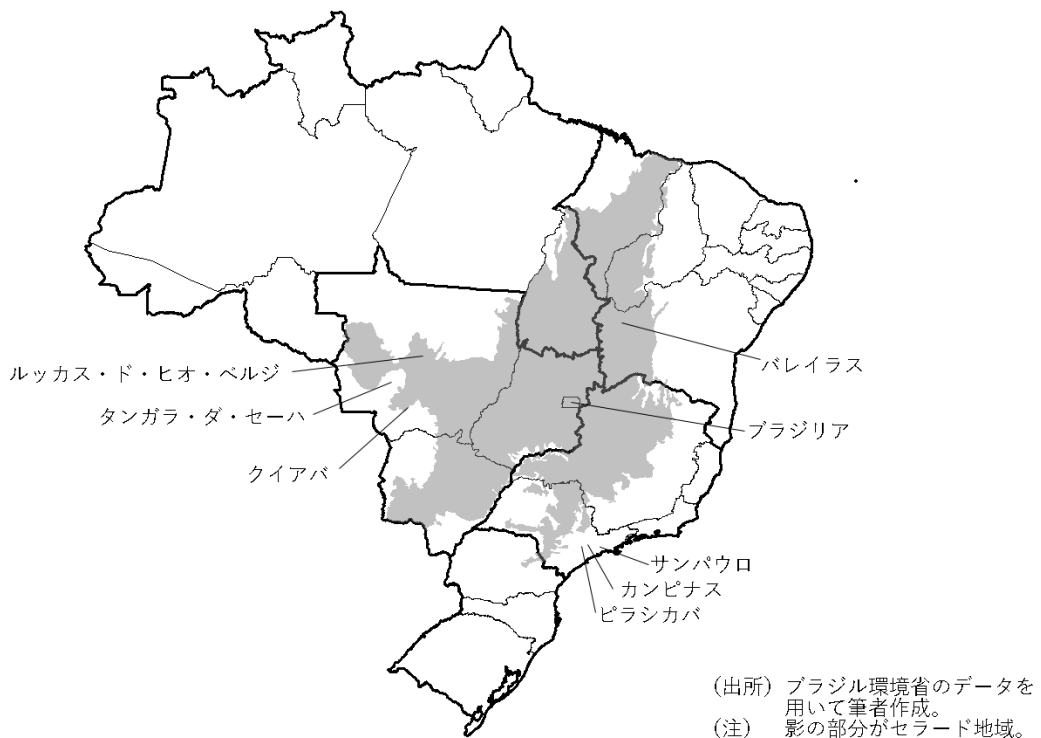 ルッカス・ド・ヒオ・ベルジ
タンガラ・ダ・セーハ
クイアバ
バレイラス
ブラジリア
サンパウロ
カンピナス
ピラシカバ
(出所) ブラジル環境省のデータを
用いて筆者作成。
(注) 影の部分がセラード地域。